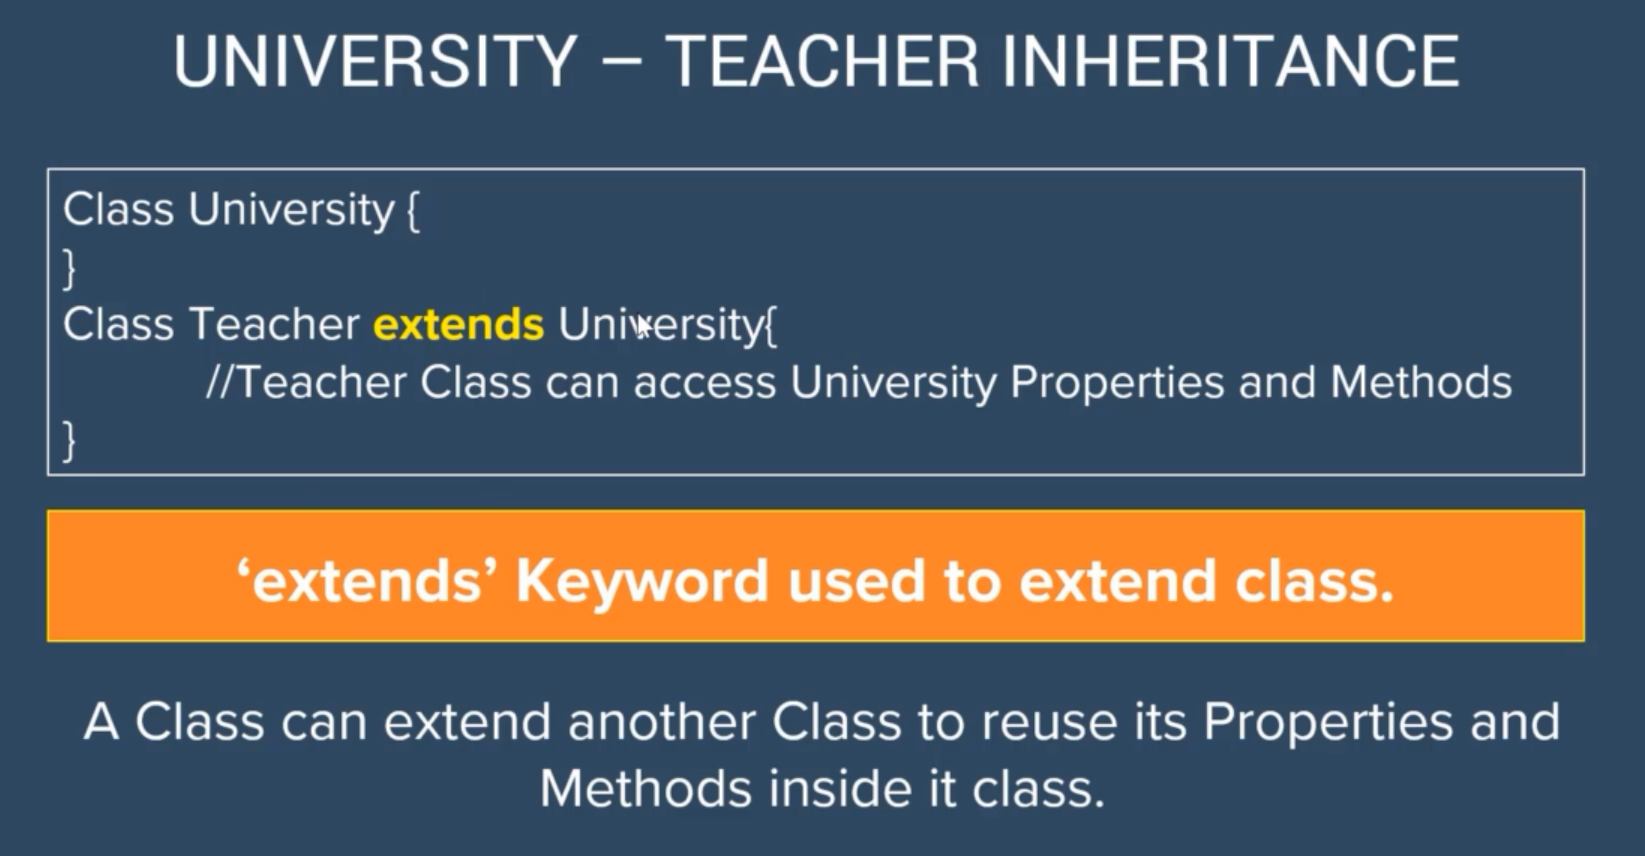 UNIVERSITY – TEACHER INHERITANCE
Class University {
}
Class Teacher extends University{
//Teacher Class can access University Properties and Methods
}
‘extends’ Keyword used to extend class.
A Class can extend another Class to reuse its Properties and
Methods inside it class.